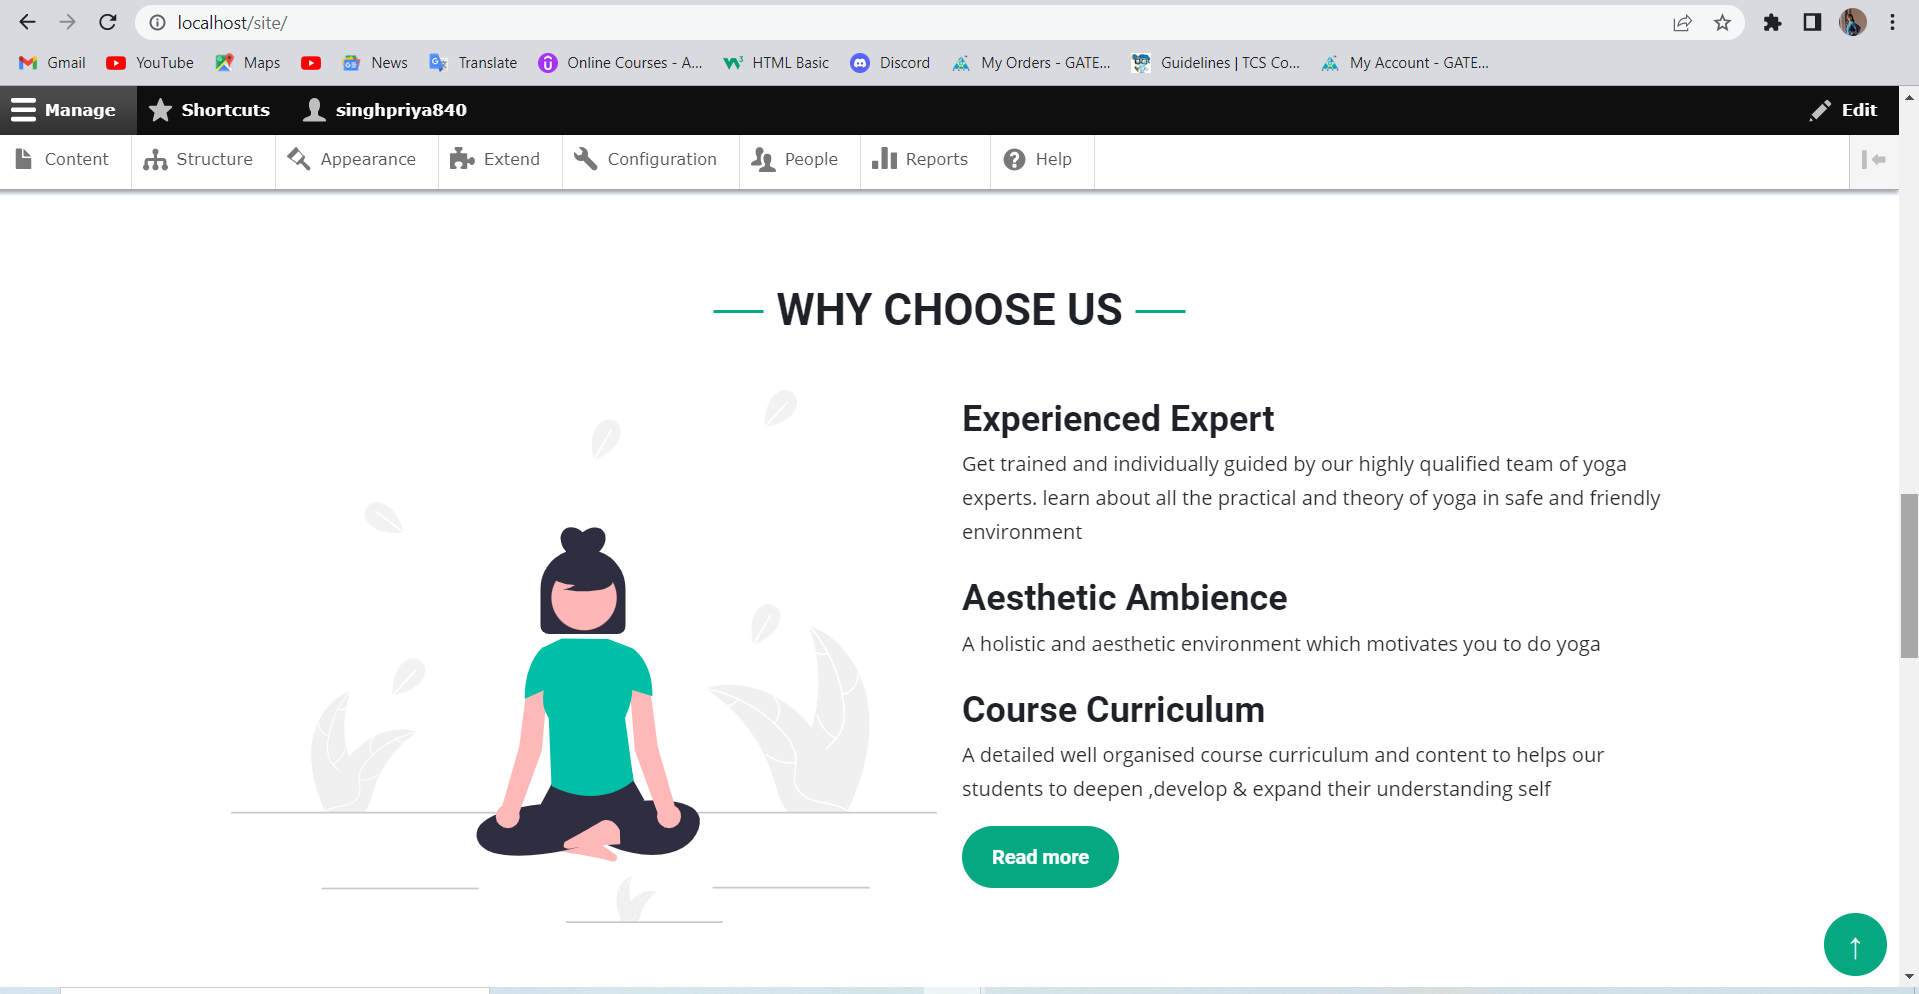 localhost/site/
Gmail YouTube Maps News Translate Online Courses - A... HTML Basic Discord My Orders - GATE... Guidelines | TCS Co... My Account - GATE...
Manage Shortcuts singhpriya840 Edit
Content Structure Appearance Extend Configuration People Reports Help
WHY CHOOSE US
Experienced Expert
Get trained and individually guided by our highly qualified team of yoga
experts. learn about all the practical and theory of yoga in safe and friendly
environment
Aesthetic Ambience
A holistic and aesthetic environment which motivates you to do yoga
Course Curriculum
A detailed well organised course curriculum and content to helps our
students to deepen ,develop & expand their understanding self
Read more
↑